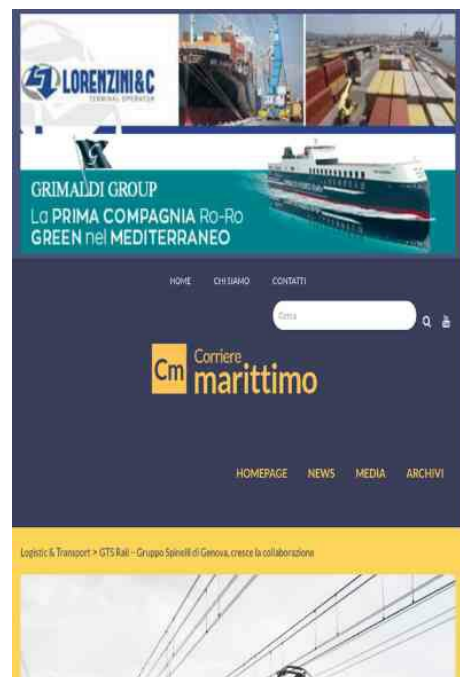 LORENZINI&C
TERMINAL OPERATOR
GRIMALDI GROUP
La PRIMA COMPAGNIA Ro-Ro
GREEN nel MEDITERRANEO
HOME CHI SIAMO CONTATTI
Cerca
Cm Corriere
marittimo
HOMEPAGE NEWS MEDIA ARCHIVI
Logistic & Transport > GTS Rail – Gruppo Spinelli di Genova, cresce la collaborazione